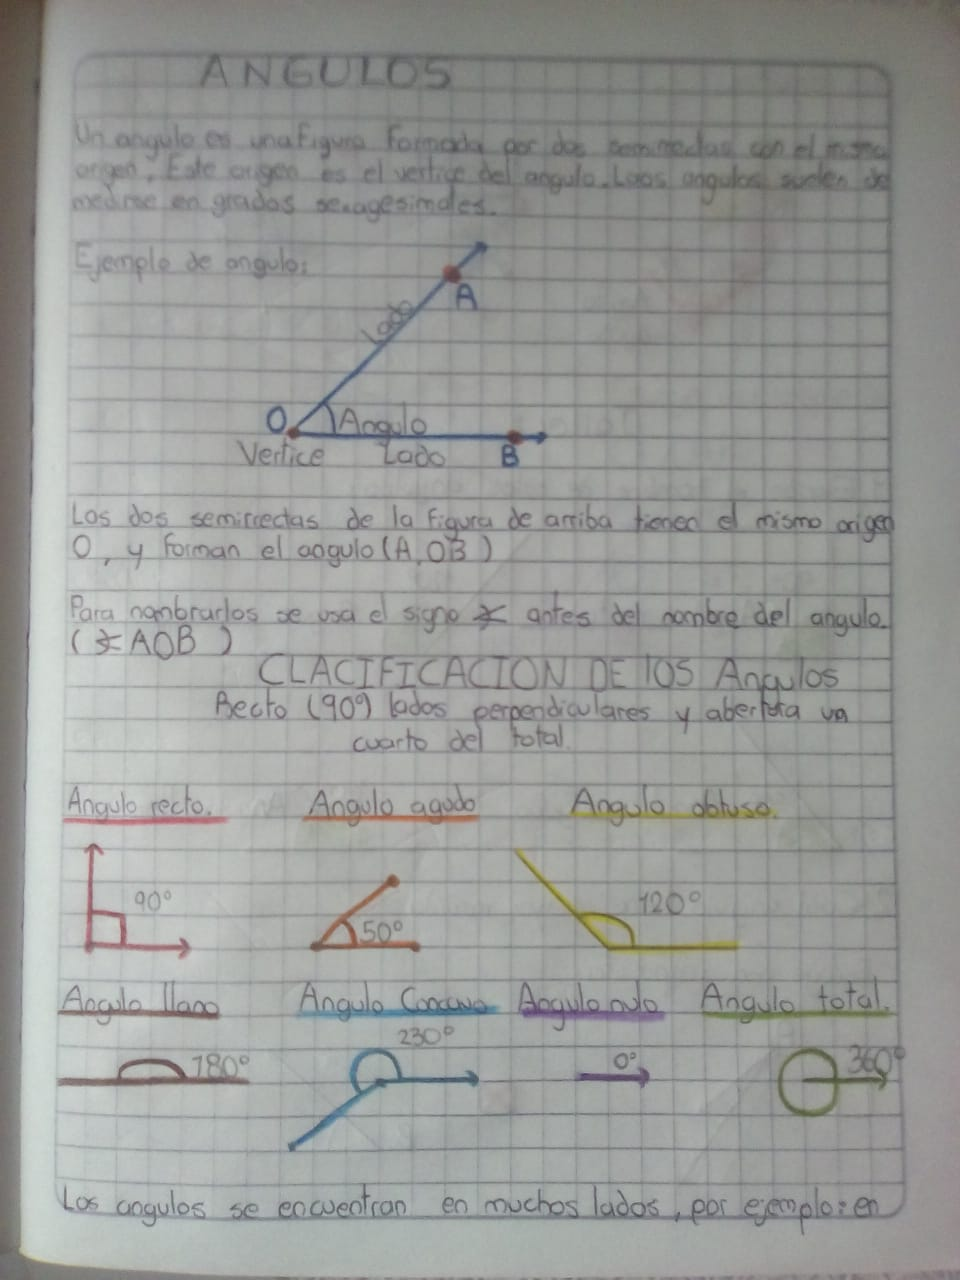 ANGULOS
Un angulo es una figura formada por dos semirectas con el mismo
origen. Este origen es el vertice del angulo. Loas angulos suelen de
medirse en grados sexagesimales.
Ejemplo de angulo:
A
Lado
O Angulo
Vertice Lado B
Los dos semirrectas de la figura de arriba tienen el mismo origen
O, y forman el angulo (A, OB)
Para nombrarlos se usa el signo ∡ antes del nombre del angulo.
(∡ AOB )
CLACIFICACION DE lOS Angulos
Recto (90°) lados perpendiculares y abertura un
cuarto del total.
Angulo recto. Angulo agudo Angulo obtuso.
90° 50° 120°
Angulo llano Angulo Concavo Angulo nulo Angulo total.
180° 230° 0° 360°
Los angulos se encuentran en muchos lados, por ejemplo: en